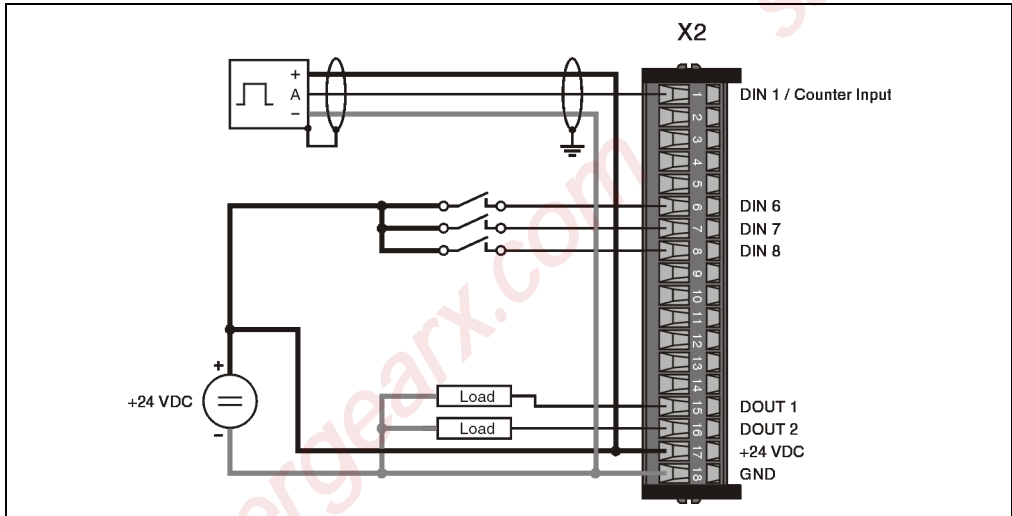 X2
+
A
−
1 DIN 1 / Counter Input
2
3
4
5
6 DIN 6
7 DIN 7
8 DIN 8
9
10
11
12
13
14
+
+24 VDC
−
Load
15 DOUT 1
Load
16 DOUT 2
17 +24 VDC
18 GND
ergearx.com
s